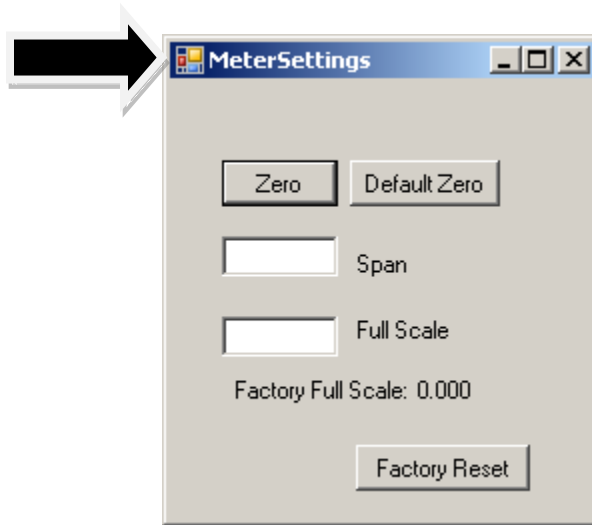 MeterSettings
Zero Default Zero
Span
Full Scale
Factory Full Scale: 0.000
Factory Reset